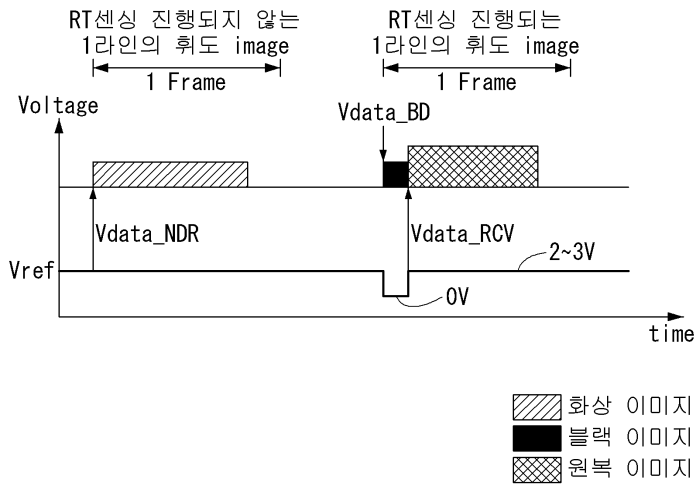 RT센싱 진행되지 않는
1라인의 휘도 image
1 Frame
RT센싱 진행되는
1라인의 휘도 image
1 Frame
Voltage
Vdata_BD
Vdata_NDR
Vdata_RCV
Vref
2~3V
0V
time
화상 이미지
블랙 이미지
원복 이미지